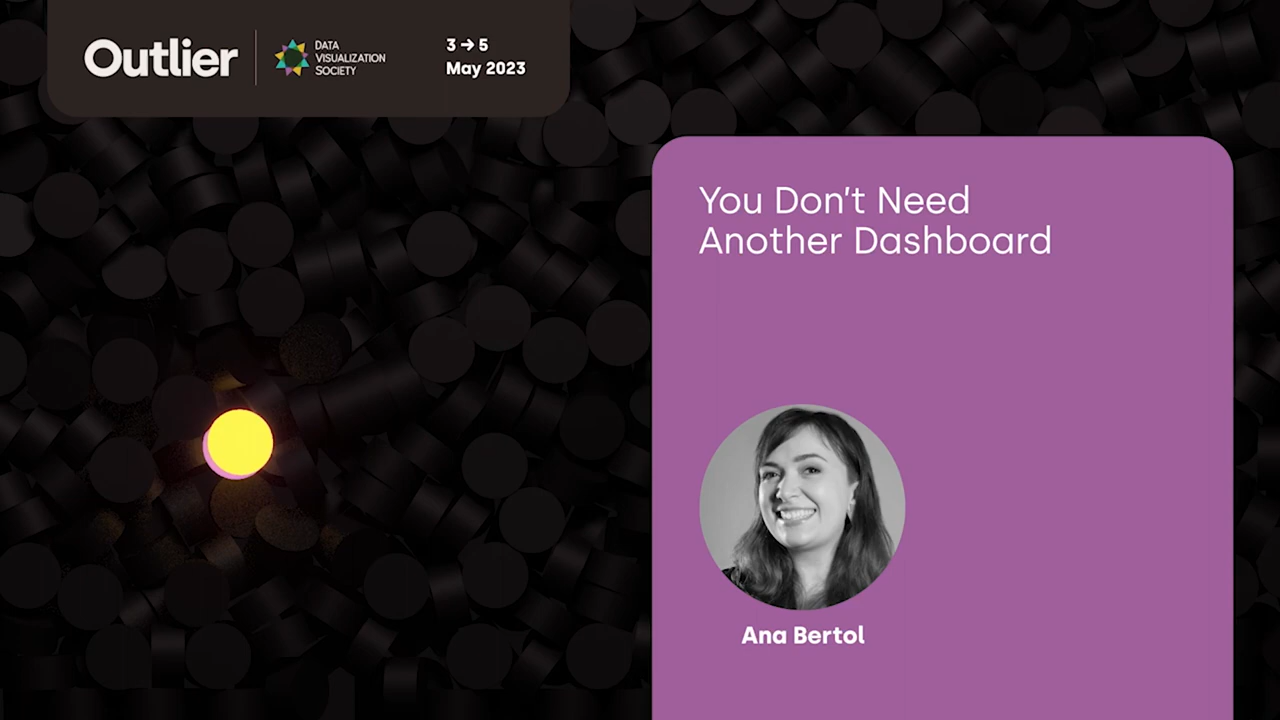 Outlier
DATA
VISUALIZATION
SOCIETY
3 → 5
May 2023
You Don't Need
Another Dashboard
Ana Bertol